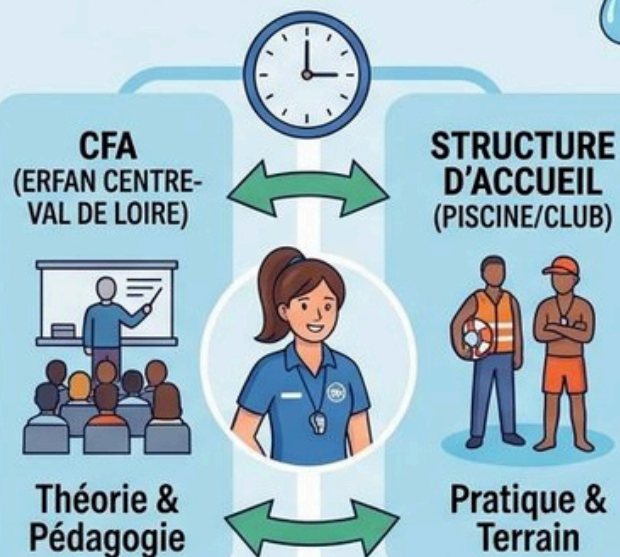 CFA
(ERFAN CENTRE-
VAL DE LOIRE)
Théorie &
Pédagogie
STRUCTURE
D'ACCUEIL
(PISCINE/CLUB)
Pratique &
Terrain